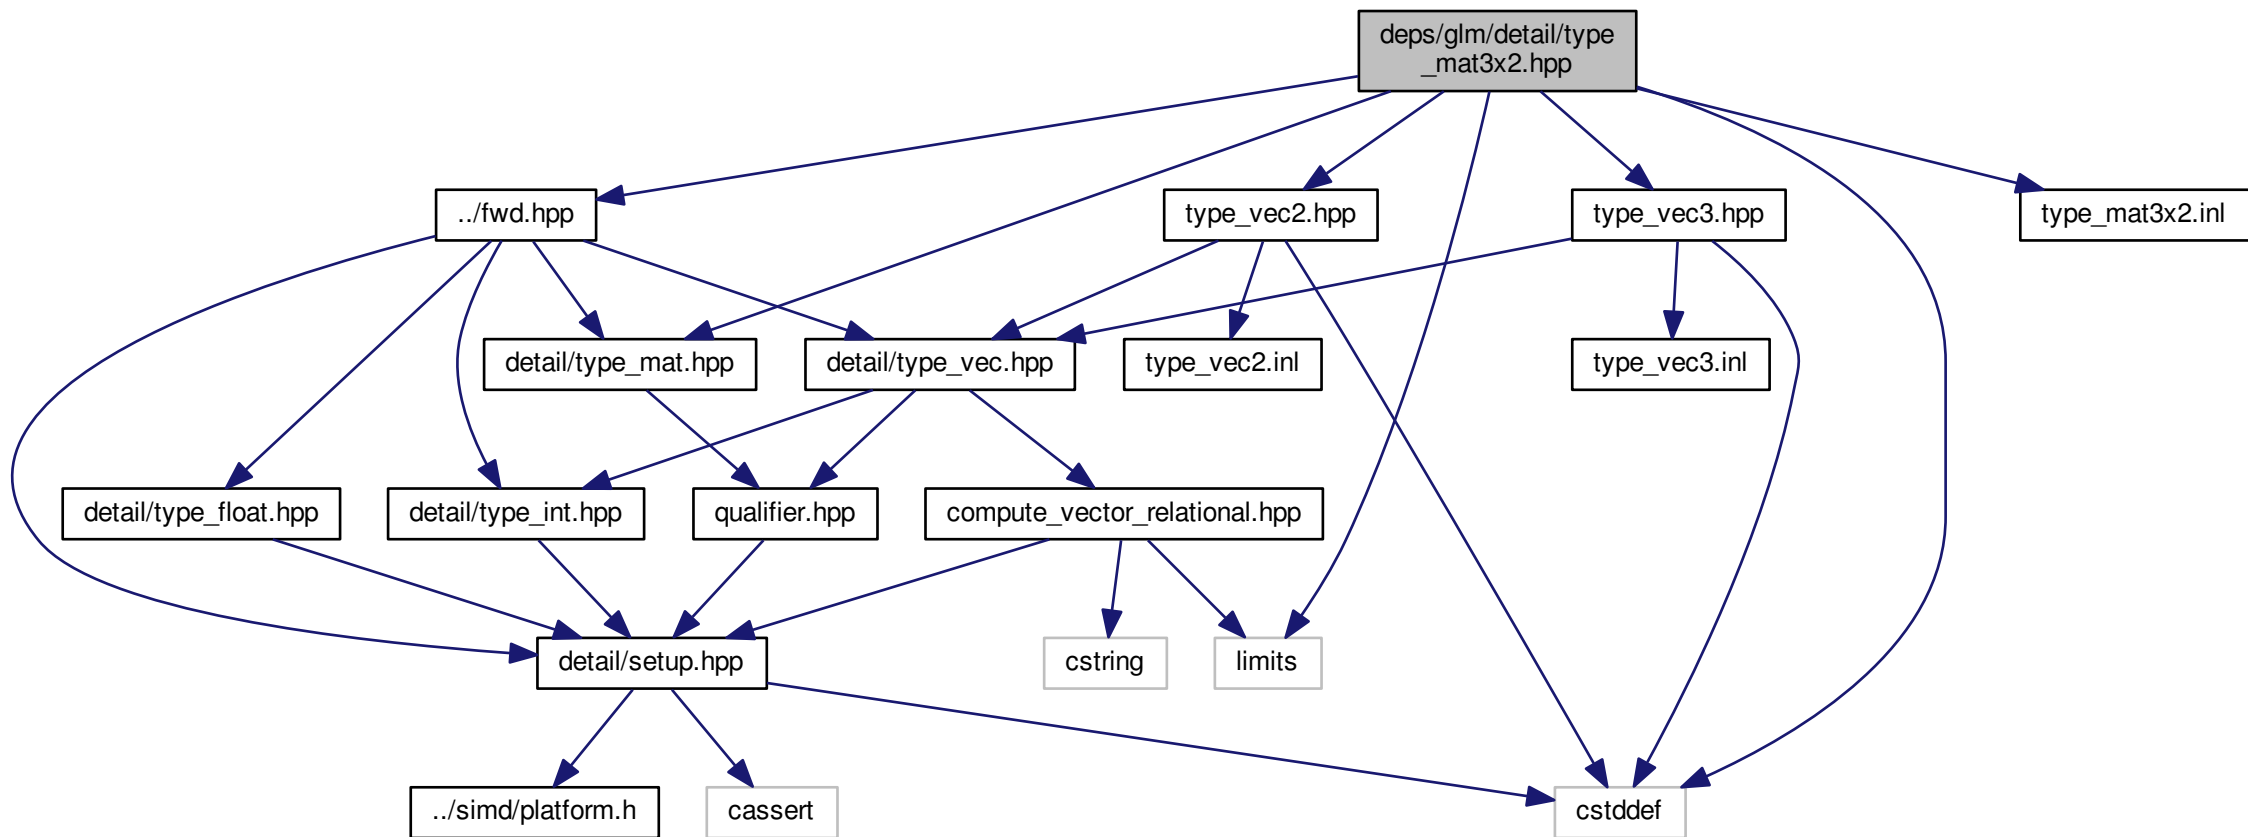 deps/glm/detail/type
_mat3x2.hpp
../fwd.hpp
type_vec2.hpp
type_vec3.hpp
type_mat3x2.inl
detail/type_mat.hpp
detail/type_vec.hpp
type_vec2.inl
type_vec3.inl
detail/type_float.hpp
detail/type_int.hpp
qualifier.hpp
compute_vector_relational.hpp
detail/setup.hpp
cstring
limits
../simd/platform.h
cassert
cstddef